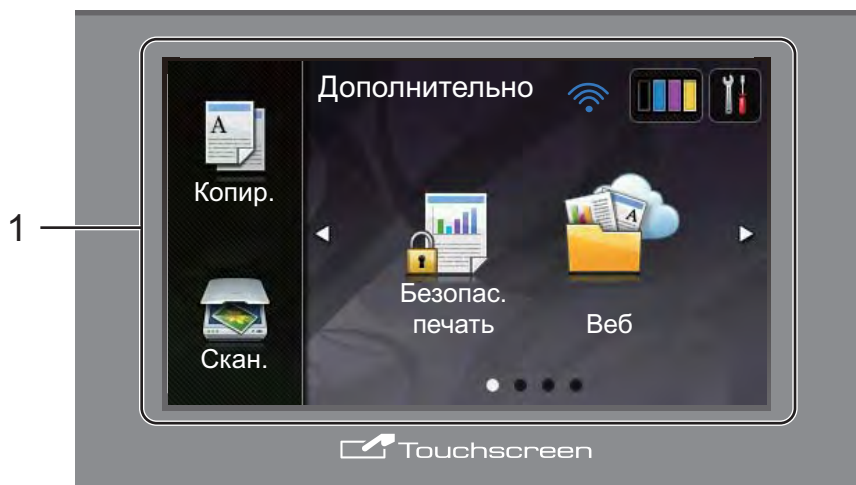 Дополнительно
A
A
Копир.
1
Безопас.
печать
Веб
Скан.
Touchscreen